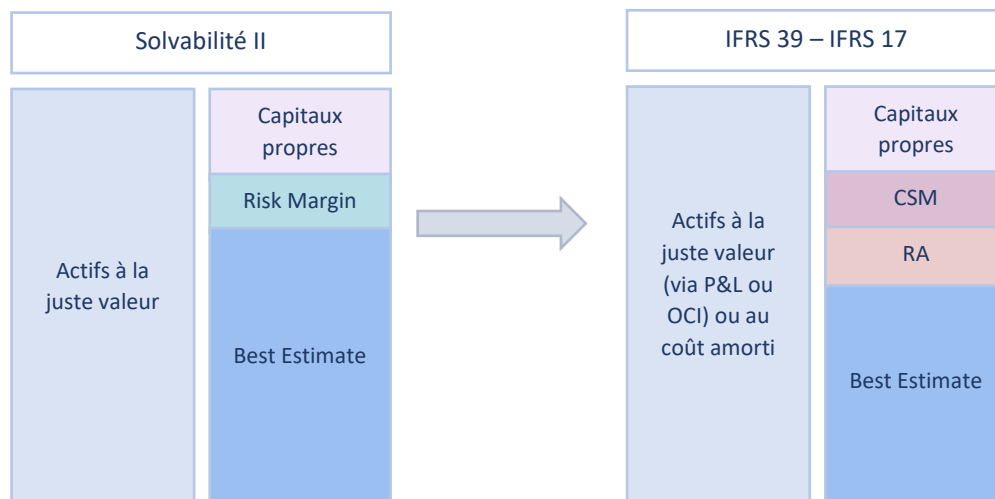 Solvabilité II
Actifs à la
juste valeur
Capitaux
propres
Risk Margin
Best Estimate
IFRS 39 – IFRS 17
Actifs à la
juste valeur
(via P&L ou
OCI) ou au
coût amorti
Capitaux
propres
CSM
RA
Best Estimate